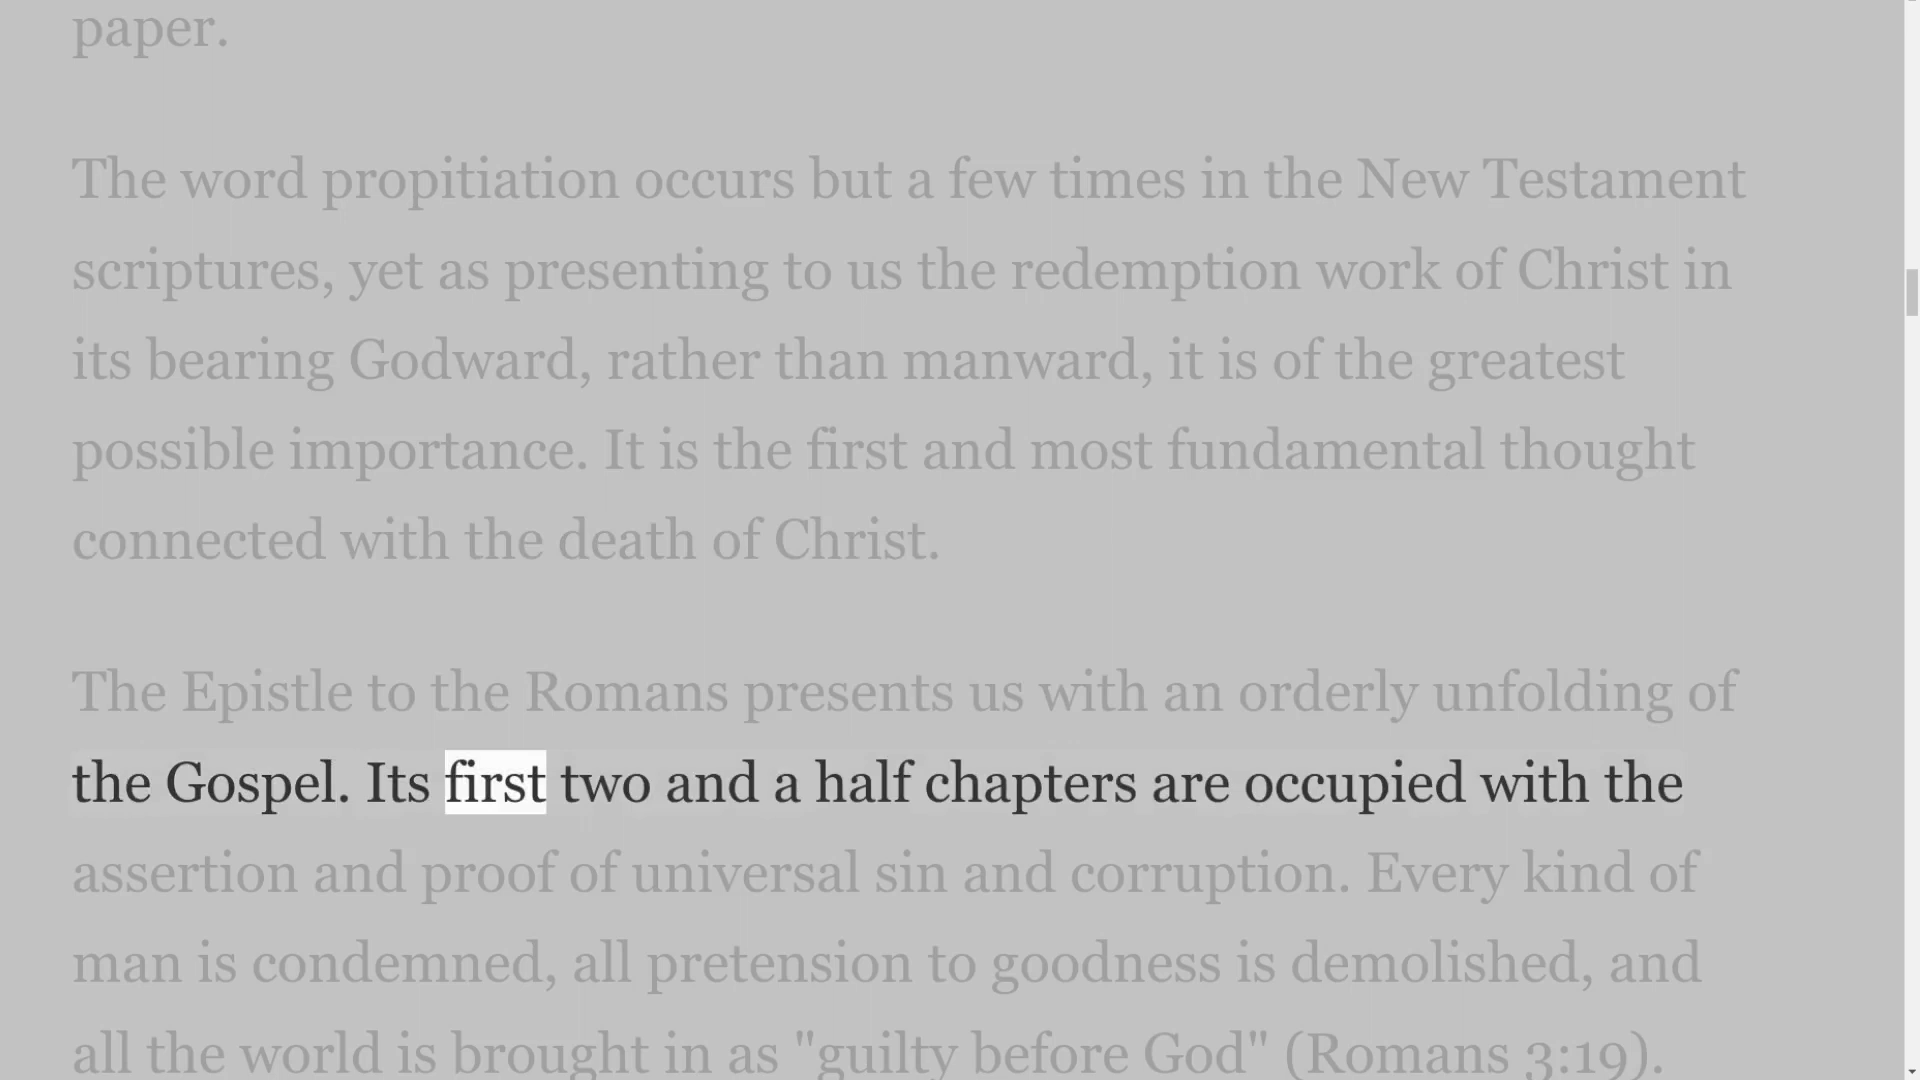 paper.
The word propitiation occurs but a few times in the New Testament
scriptures, yet as presenting to us the redemption work of Christ in
its bearing Godward, rather than manward, it is of the greatest
possible importance. It is the first and most fundamental thought
connected with the death of Christ.
The Epistle to the Romans presents us with an orderly unfolding of
the Gospel. Its first two and a half chapters are occupied with the
assertion and proof of universal sin and corruption. Every kind of
man is condemned, all pretension to goodness is demolished, and
all the world is brought in as "guilty before God" (Romans 3:19).